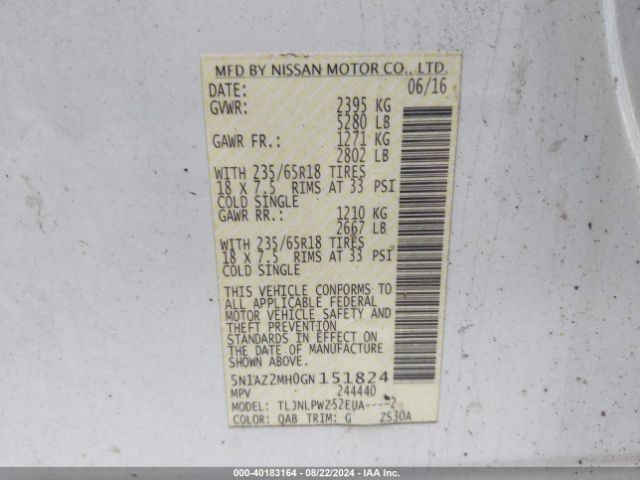 MFD BY NISSAN MOTOR CO., LTD.
DATE: 06/16
GVWR: 2395 KG
5280 LB
GAWR FR.: 1271 KG
2802 LB
WITH 235/65R18 TIRES
18 X 7.5 RIMS AT 33 PSI
COLD SINGLE
GAWR RR.: 1210 KG
2667 LB
WITH 235/65R18 TIRES
18 X 7.5 RIMS AT 33 PSI
COLD SINGLE
THIS VEHICLE CONFORMS TO
ALL APPLICABLE FEDERAL
MOTOR VEHICLE SAFETY AND
THEFT PREVENTION
STANDARDS IN EFFECT ON THE
DATE OF MANUFACTURE
SHOWN ABOVE.
5N1AZ2MH0GN151824
MPV 244440
MODEL: TLJNLPWZ52EUA----2
COLOR: QAB TRIM: G ZS30A
000-40183164 - 08/22/2024 - IAA Inc.